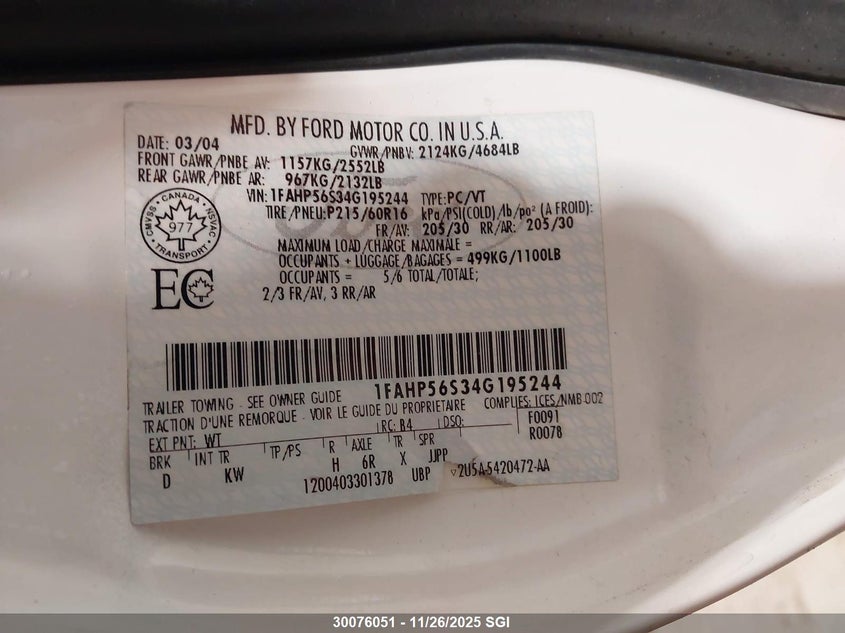 MFD. BY FORD MOTOR CO. IN U.S.A.
DATE: 03/04 GVWR/PNBV: 2124KG/4684LB
FRONT GAWR/PNBE AV: 1157KG/2552LB
REAR GAWR/PNBE AR: 967KG/2132LB
VIN: 1FAHP56S34G195244 TYPE: PC/VT
TIRE/PNEU: P215/60R16 kPa/PSI(COLD)/lb/po² (A FROID):
FR/AV: 205/30 RR/AR: 205/30
CANADA
CMVSS NSVAC
977
TRANSPORT
MAXIMUM LOAD/CHARGE MAXIMALE =
OCCUPANTS + LUGGAGE/BAGAGES = 499KG/1100LB
OCCUPANTS = 5/6 TOTAL/TOTALE;
2/3 FR/AV, 3 RR/AR
EC
1FAHP56S34G195244
TRAILER TOWING - SEE OWNER GUIDE COMPLIES: ICES/NMB-002
TRACTION D'UNE REMORQUE - VOIR LE GUIDE DU PROPRIETAIRE F0091
EXT PNT: WT RC: B4 DSO: R0078
BRK INT TR TP/PS R AXLE TR SPR
D KW H 6R X JJPP
1200403301378 UBP ▽2U5A-5420472-AA
Ford
30076051 - 11/26/2025 SGI